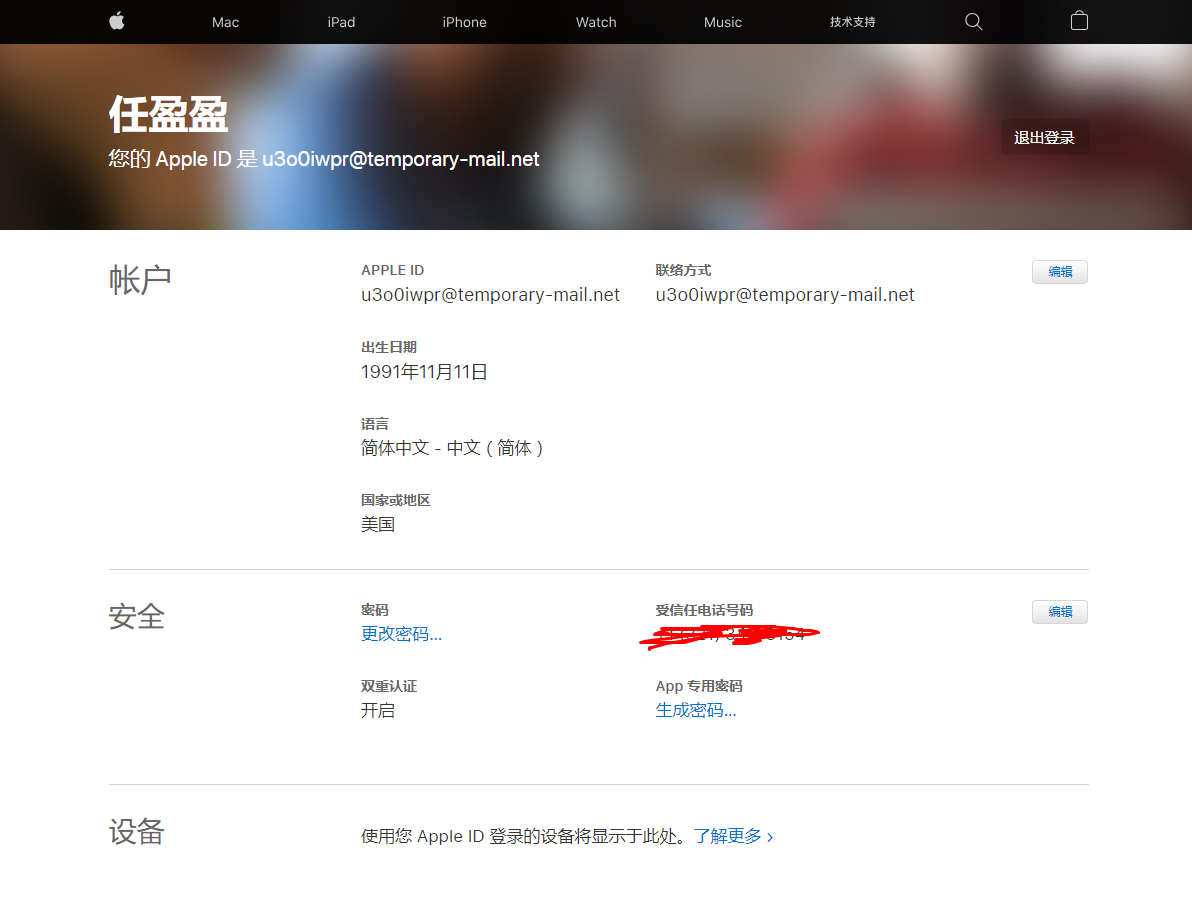 Mac iPad iPhone Watch Music 技术支持
任盈盈
您的 Apple ID 是 u3o0iwpr@temporary-mail.net
退出登录
帐户
APPLE ID
u3o0iwpr@temporary-mail.net
联络方式
u3o0iwpr@temporary-mail.net
编辑
出生日期
1991年11月11日
语言
简体中文 - 中文（简体）
国家或地区
美国
安全
密码
更改密码...
受信任电话号码
编辑
双重认证
开启
App 专用密码
生成密码...
设备
使用您 Apple ID 登录的设备将显示于此处。了解更多 ›